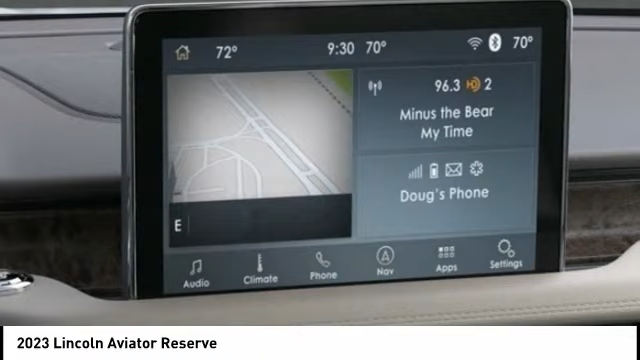 72° 9:30 70° 70°
96.3 HD 2
Minus the Bear
My Time
Doug's Phone
E
Audio Climate Phone Nav Apps Settings
2023 Lincoln Aviator Reserve